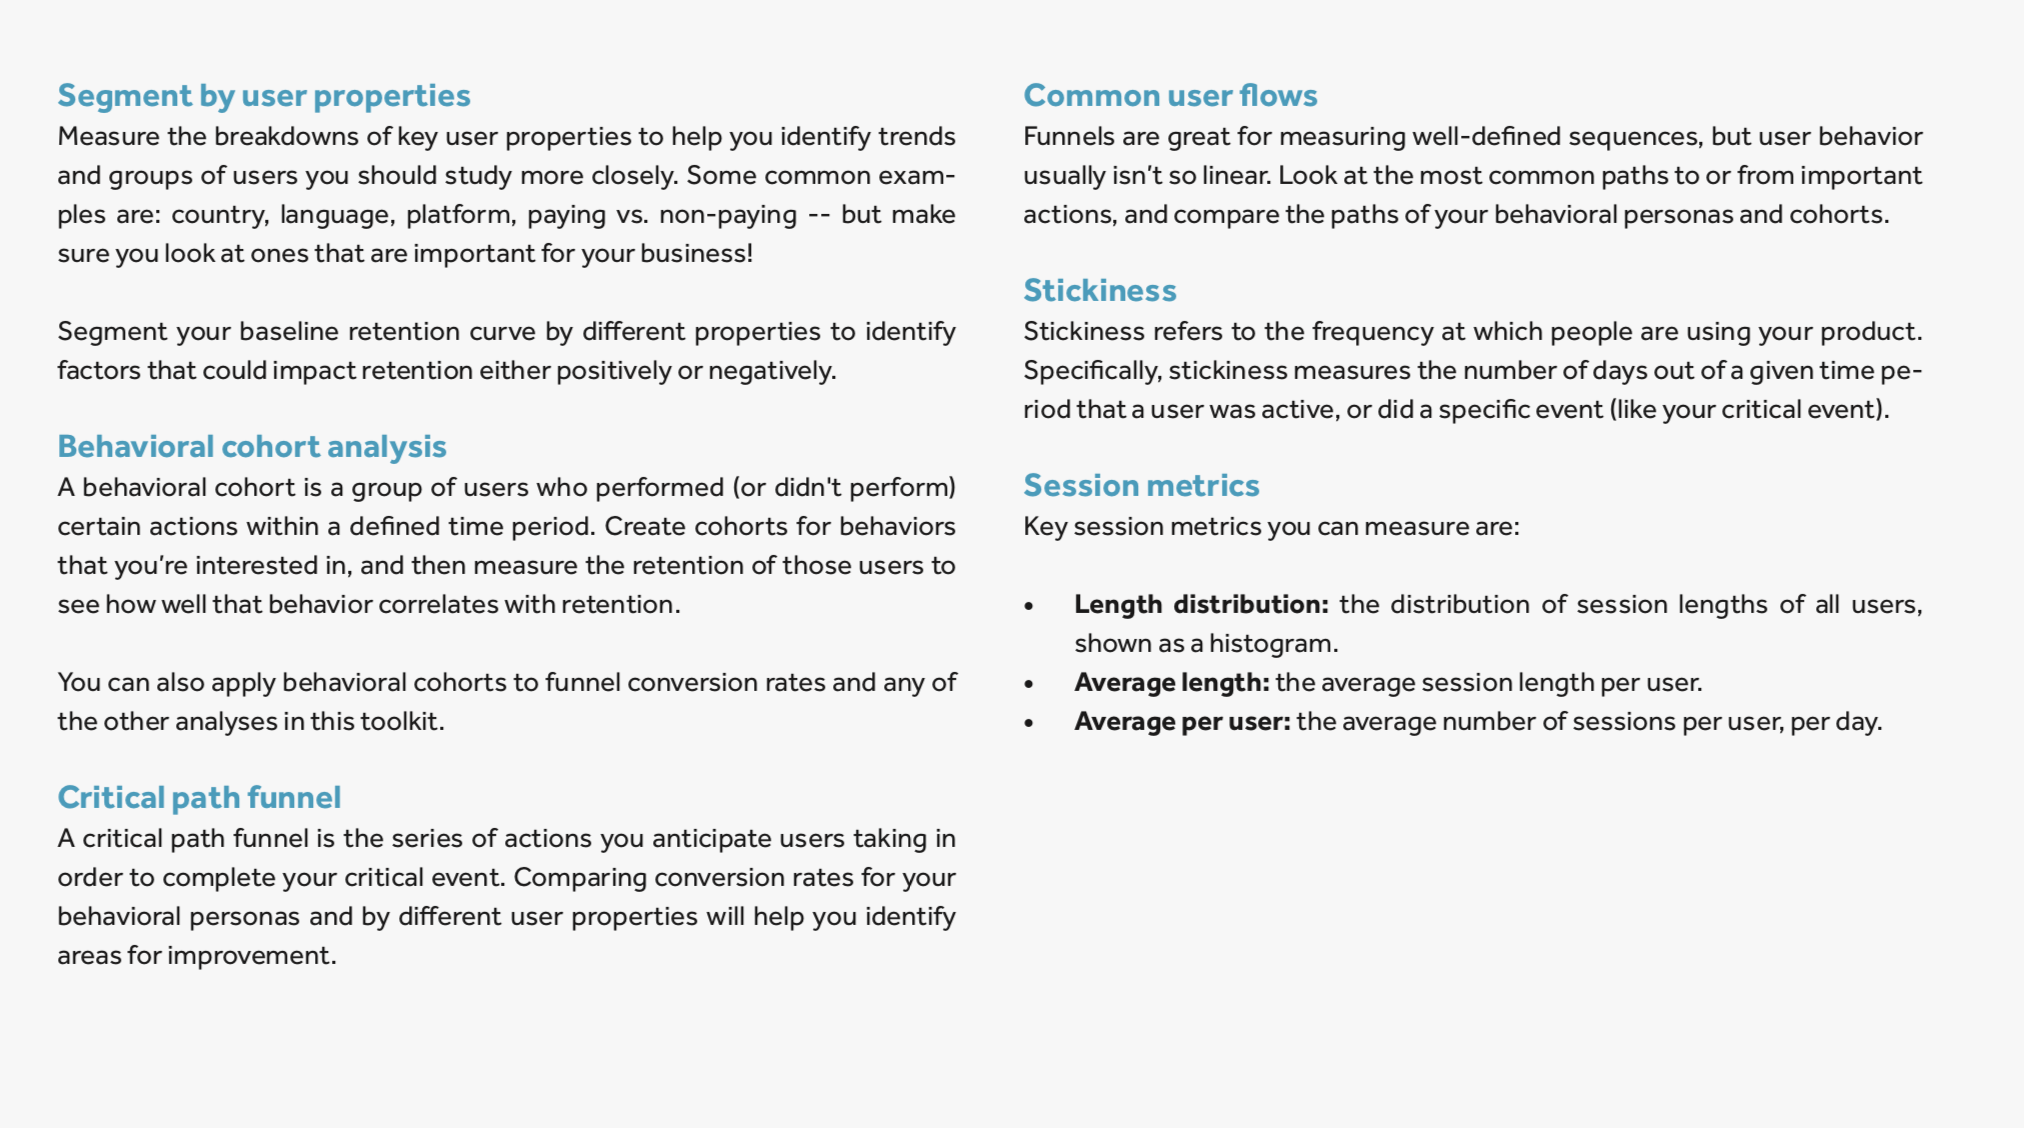 Segment by user properties
Measure the breakdowns of key user properties to help you identify trends
and groups of users you should study more closely. Some common exam-
ples are: country, language, platform, paying vs. non-paying -- but make
sure you look at ones that are important for your business!
Segment your baseline retention curve by different properties to identify
factors that could impact retention either positively or negatively.
Behavioral cohort analysis
A behavioral cohort is a group of users who performed (or didn't perform)
certain actions within a defined time period. Create cohorts for behaviors
that you’re interested in, and then measure the retention of those users to
see how well that behavior correlates with retention.
You can also apply behavioral cohorts to funnel conversion rates and any of
the other analyses in this toolkit.
Critical path funnel
A critical path funnel is the series of actions you anticipate users taking in
order to complete your critical event. Comparing conversion rates for your
behavioral personas and by different user properties will help you identify
areas for improvement.
Common user flows
Funnels are great for measuring well-defined sequences, but user behavior
usually isn’t so linear. Look at the most common paths to or from important
actions, and compare the paths of your behavioral personas and cohorts.
Stickiness
Stickiness refers to the frequency at which people are using your product.
Specifically, stickiness measures the number of days out of a given time pe-
riod that a user was active, or did a specific event (like your critical event).
Session metrics
Key session metrics you can measure are:
• Length distribution: the distribution of session lengths of all users,
shown as a histogram.
• Average length: the average session length per user.
• Average per user: the average number of sessions per user, per day.